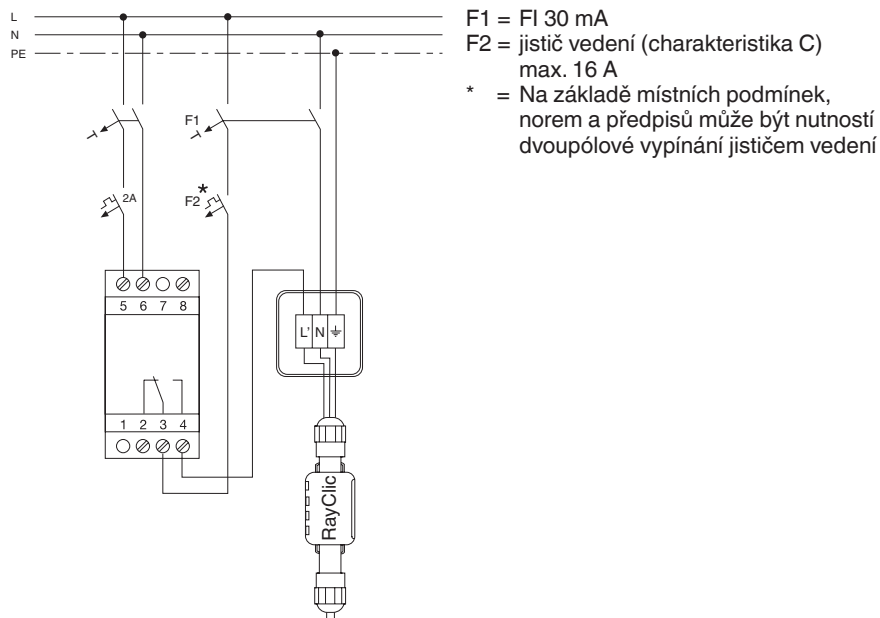 L
N
PE
F1 = FI 30 mA
F2 = jistič vedení (charakteristika C)
max. 16 A
* = Na základě místních podmínek,
norem a předpisů může být nutností
dvoupólové vypínání jističem vedení
F1
2A
F2 *
5 6 7 8
L' N
1 2 3 4
RayClic